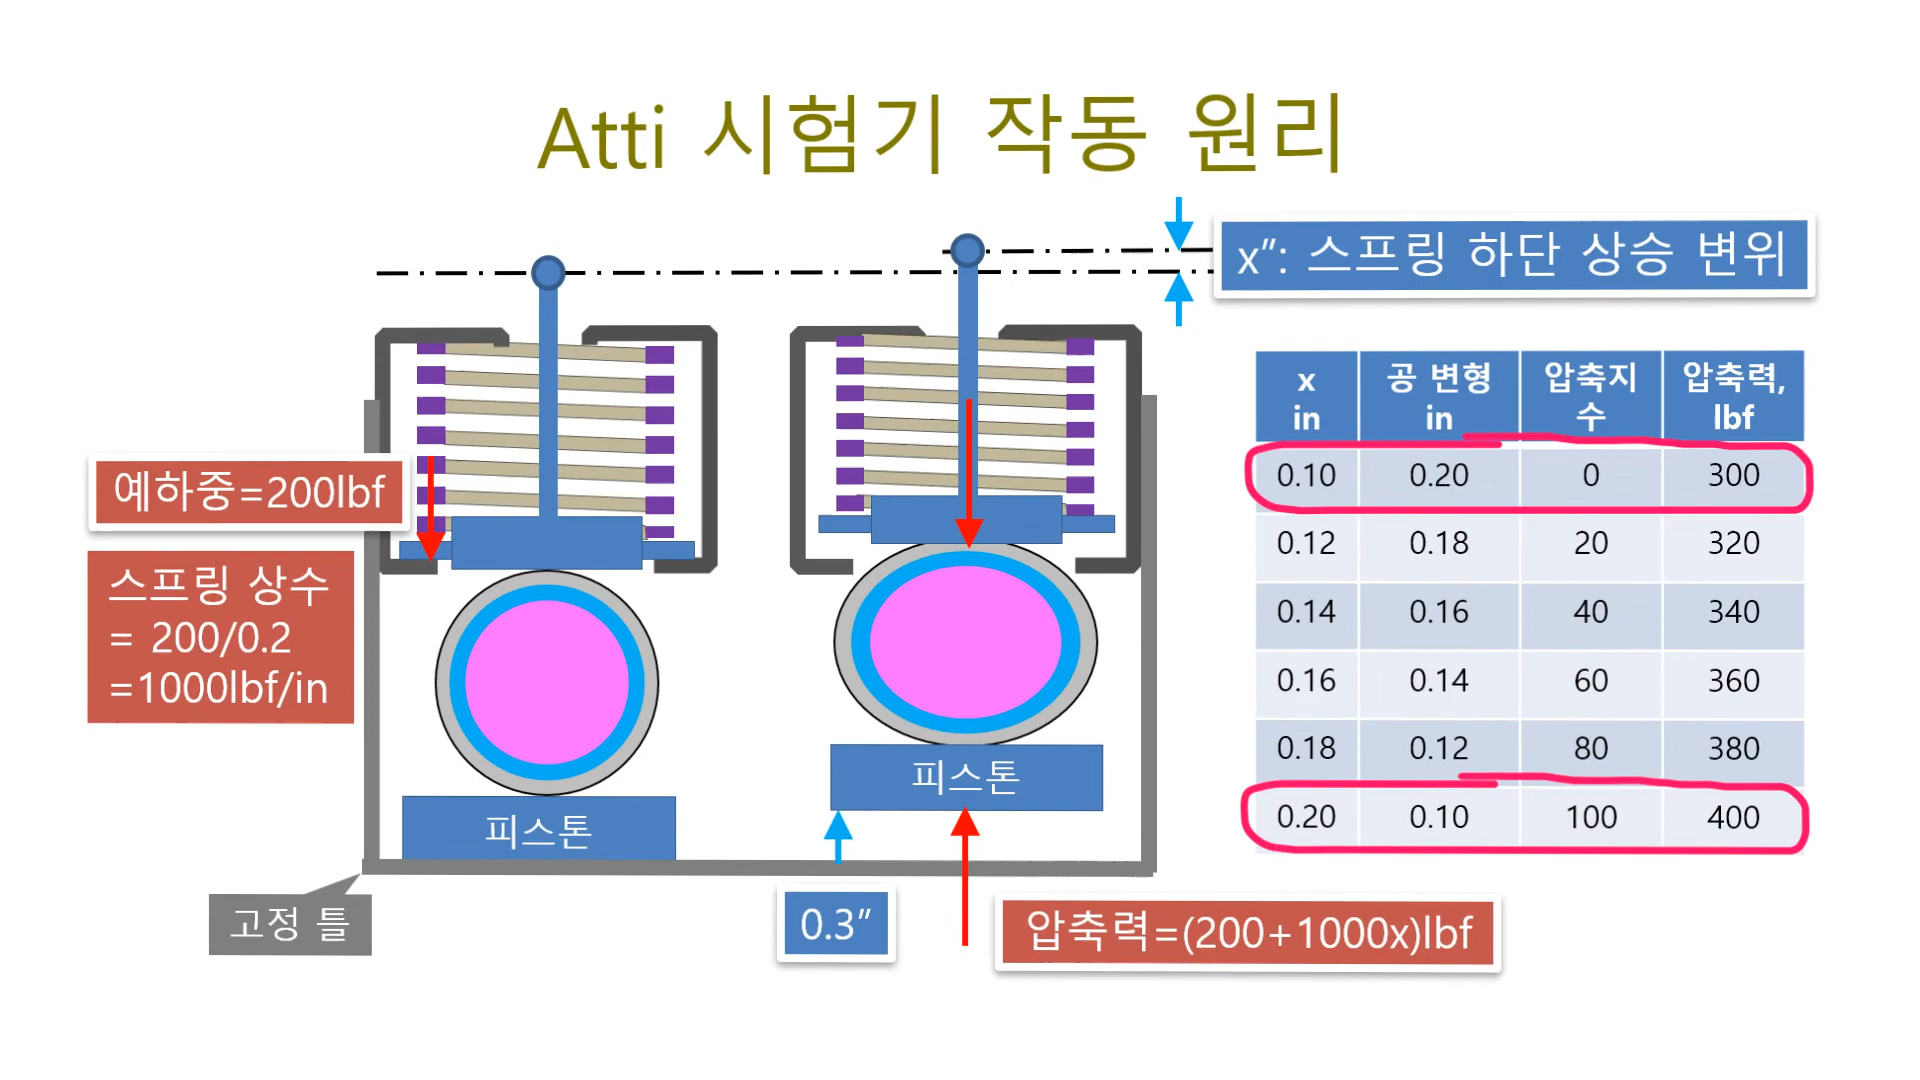 Atti 시험기 작동 원리
x”: 스프링 하단 상승 변위
예하중=200lbf
스프링 상수
= 200/0.2
=1000lbf/in
피스톤
피스톤
고정 틀
0.3”
압축력=(200+1000x)lbf
x in 공 변형 in 압축지수 압축력, lbf
0.10 0.20 0 300
0.12 0.18 20 320
0.14 0.16 40 340
0.16 0.14 60 360
0.18 0.12 80 380
0.20 0.10 100 400